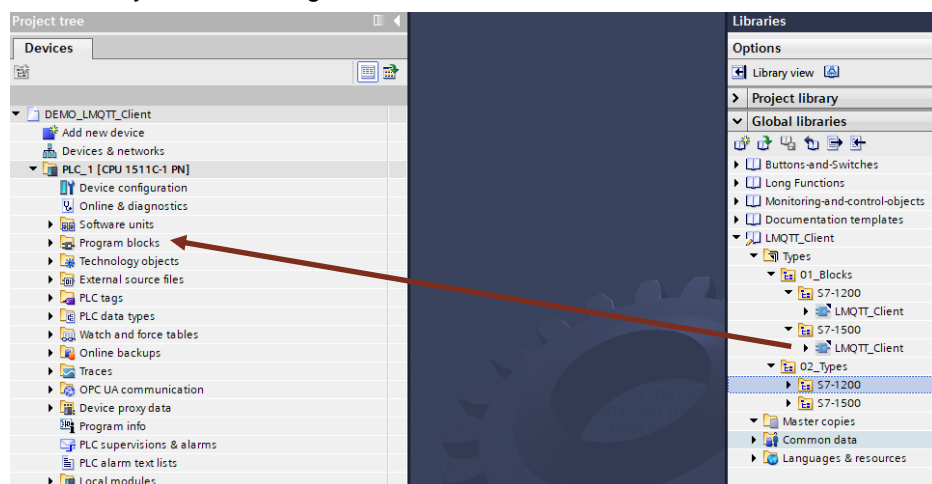 Project tree
Devices
DEMO_LMQTT_Client
Add new device
Devices & networks
PLC_1 [CPU 1511C-1 PN]
Device configuration
Online & diagnostics
Software units
Program blocks
Technology objects
External source files
PLC tags
PLC data types
Watch and force tables
Online backups
Traces
OPC UA communication
Device proxy data
Program info
PLC supervisions & alarms
PLC alarm text lists
Local modules
Libraries
Options
Library view
Project library
Global libraries
Buttons-and-Switches
Long Functions
Monitoring-and-control-objects
Documentation templates
LMQTT_Client
Types
01_Blocks
S7-1200
LMQTT_Client
S7-1500
LMQTT_Client
02_Types
S7-1200
S7-1500
Master copies
Common data
Languages & resources